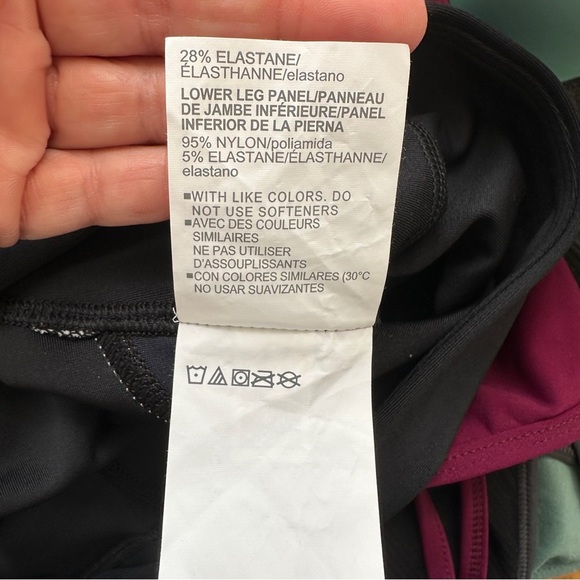 28% ELASTANE/
ÉLASTHANNE/elastano
LOWER LEG PANEL/PANNEAU
DE JAMBE INFÉRIEURE/PANEL
INFERIOR DE LA PIERNA
95% NYLON/poliamida
5% ELASTANE/ÉLASTHANNE/
elastano
■WITH LIKE COLORS. DO
NOT USE SOFTENERS
■AVEC DES COULEURS
SIMILAIRES
NE PAS UTILISER
D'ASSOUPLISSANTS
■CON COLORES SIMILARES (30°C
NO USAR SUAVIZANTES